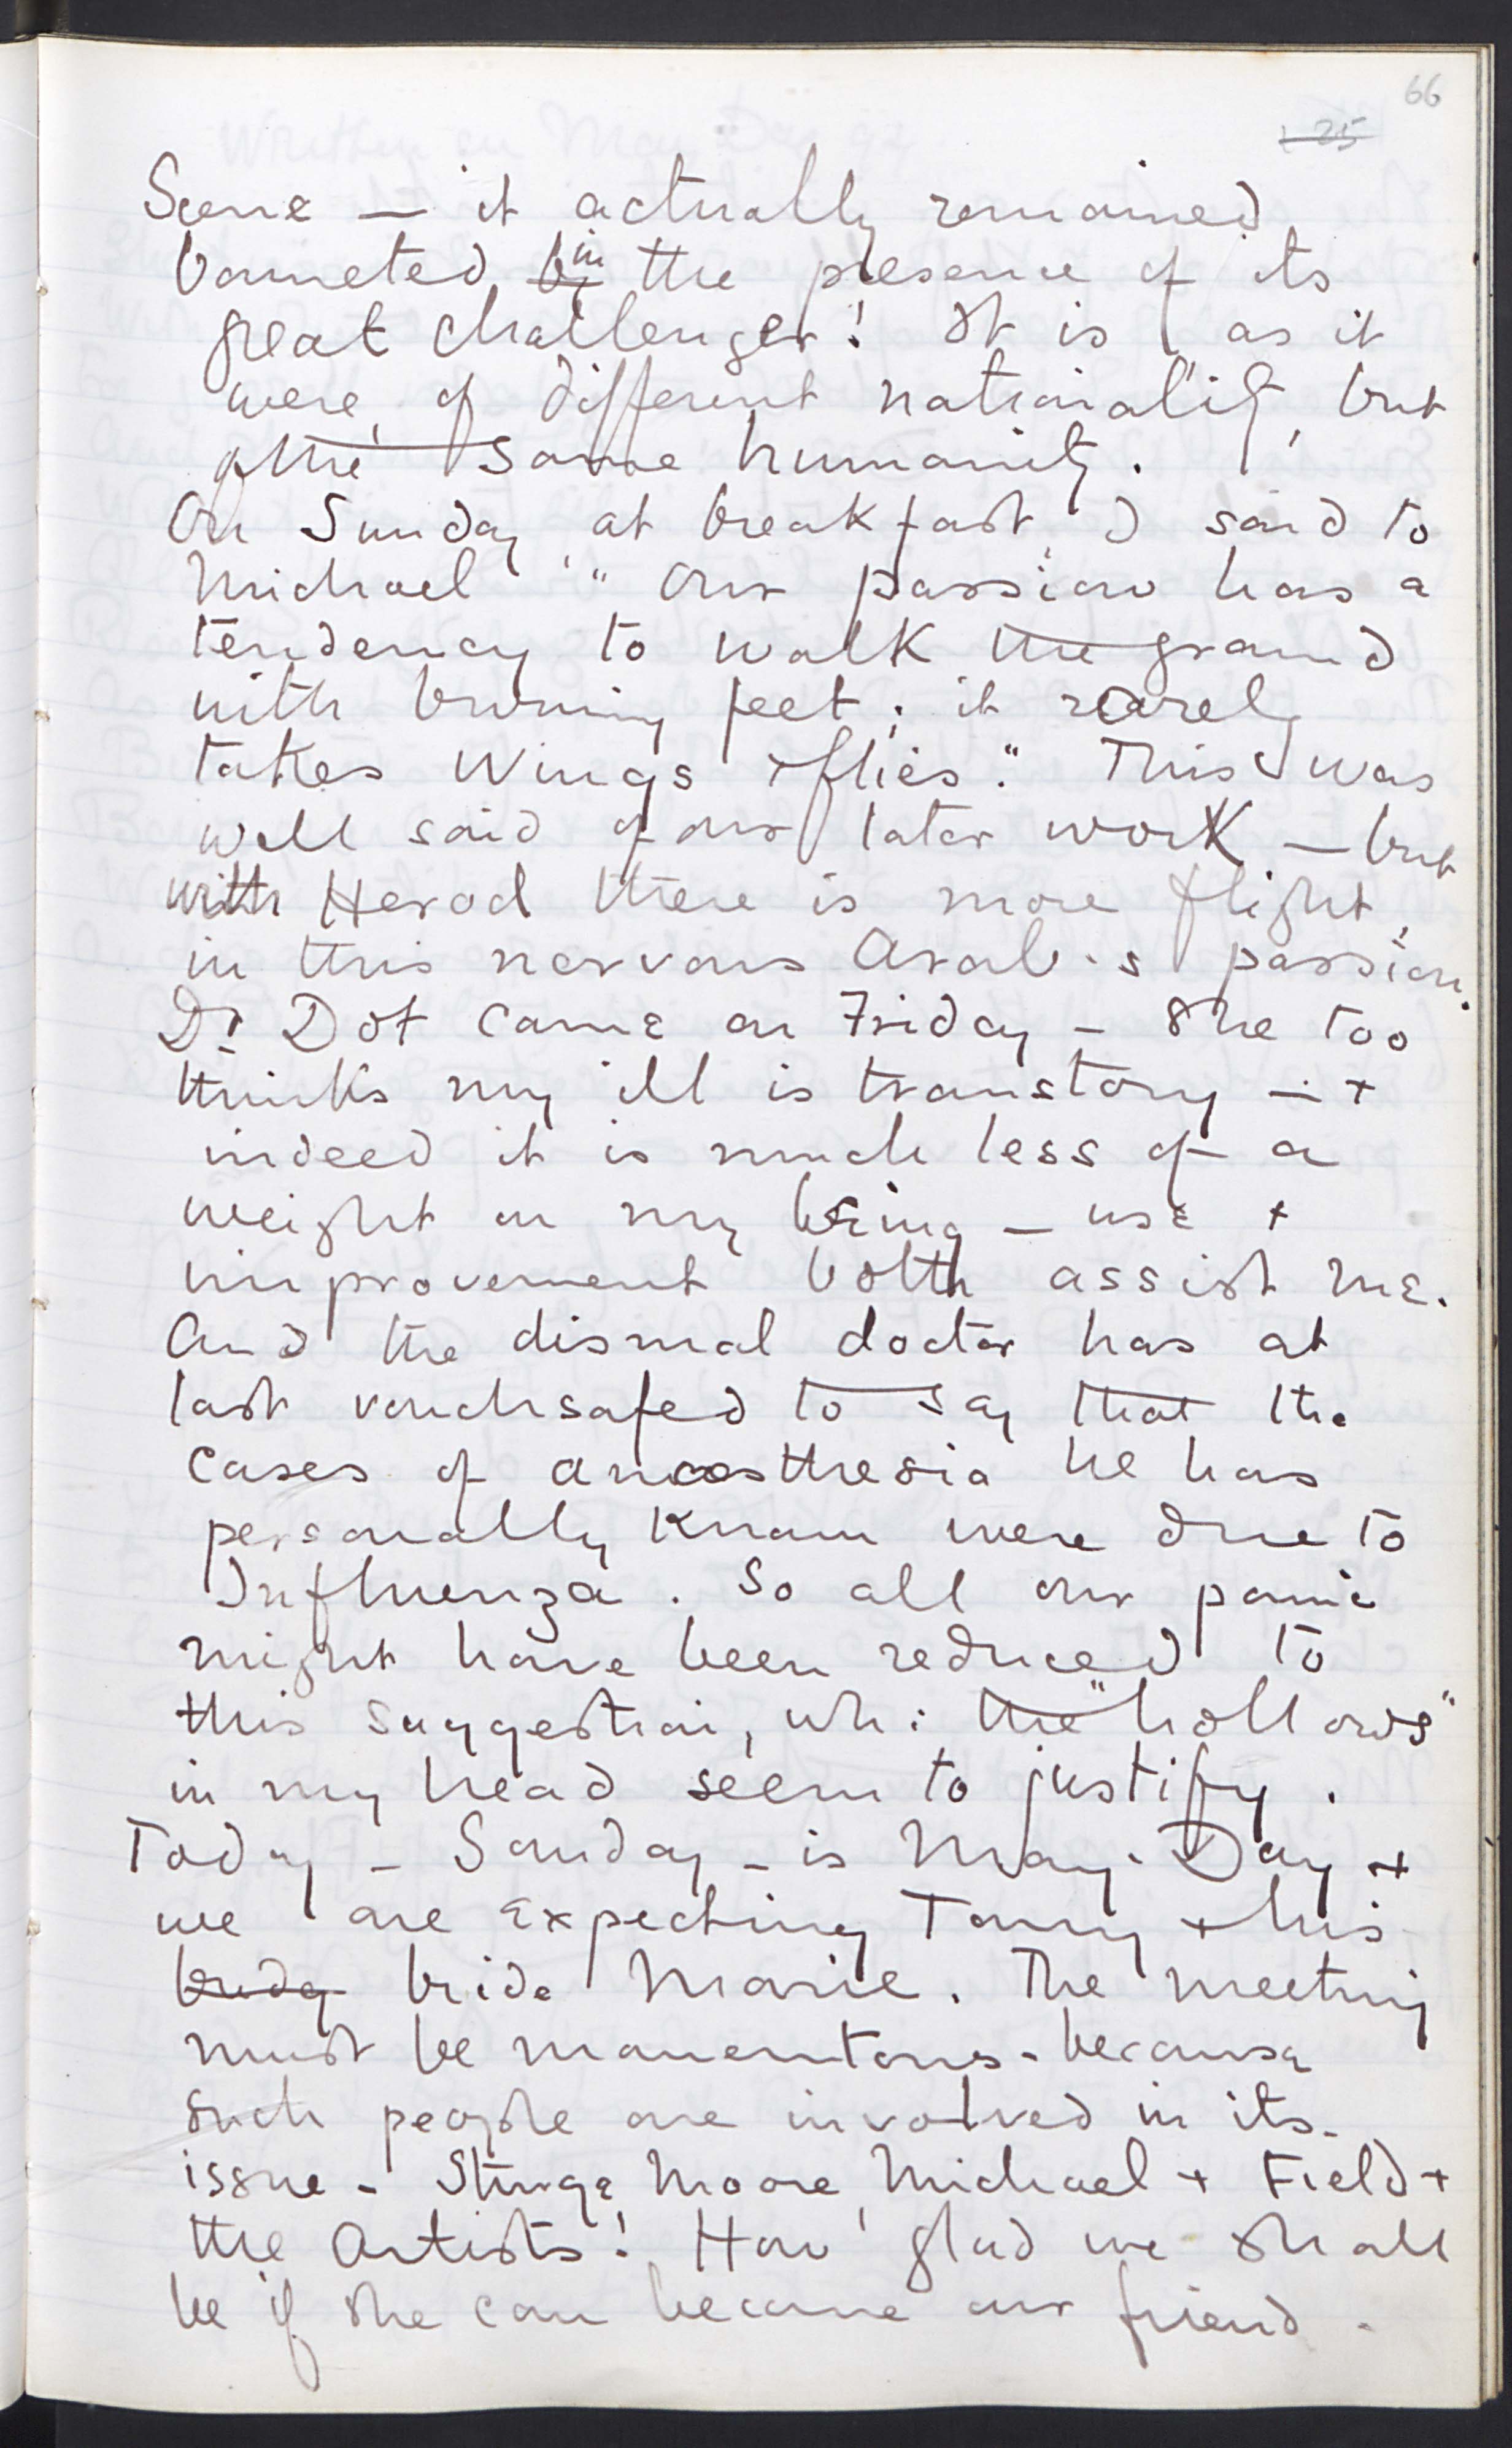 66
25
Scene — it actually remained
bonneted by in the presence of its
great challenger! It is, as it
were, of different nationality, but
of the same humanity.
On Sunday at breakfast I said to
Michael "Our passion has a
tendency to walk the ground
with burning feet; it rarely
takes wings & flies." This was
well said of our later work — but
with Herod there is more flight,
in this nervous Arab's passion.
Dr Dot came on Friday — She too
thinks my ill is transtory — &
indeed it is much less of a
weight on my being — use &
improvement both assist me.
And the dismal doctor has at
last vouchsafed to say that the
cases of anæsthesia he has
personally known were due to
Influenza. So all our panic
might have been reduced to
this suggestion, wh: the "hollows"
in my head seem to justify.
Today — Sunday — is May-Day &
we are expecting Tommy & his
bridg bride Marie. The meeting
must be momentous — because
such people are involved in its
issue — Sturge Moore, Michael & Field &
the Artists! How glad we shall
be if she can become our friend.